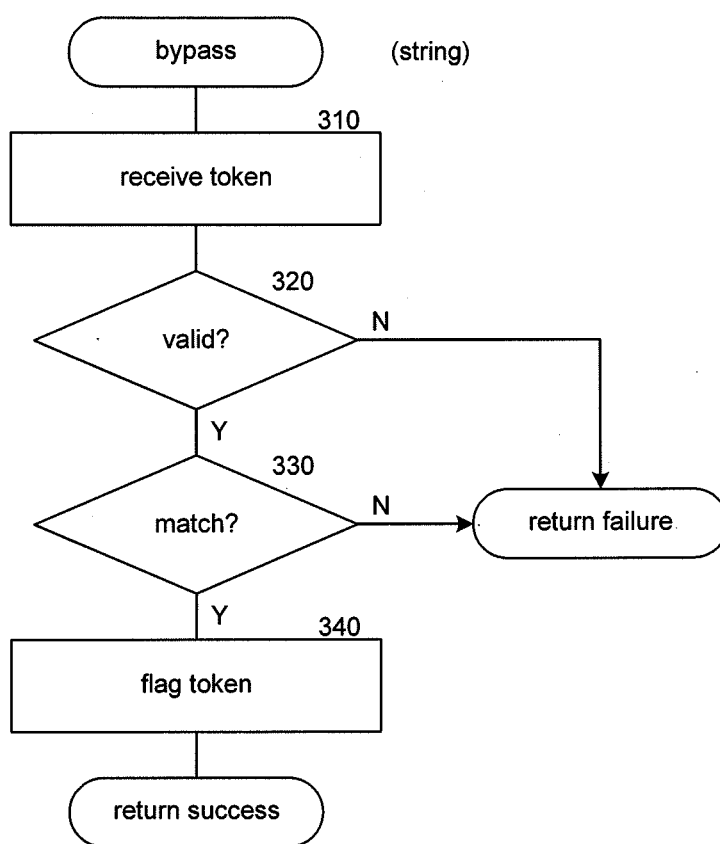 bypass (string)
310
receive token
320
valid?
N
Y
330
match?
N
return failure
Y
340
flag token
return success